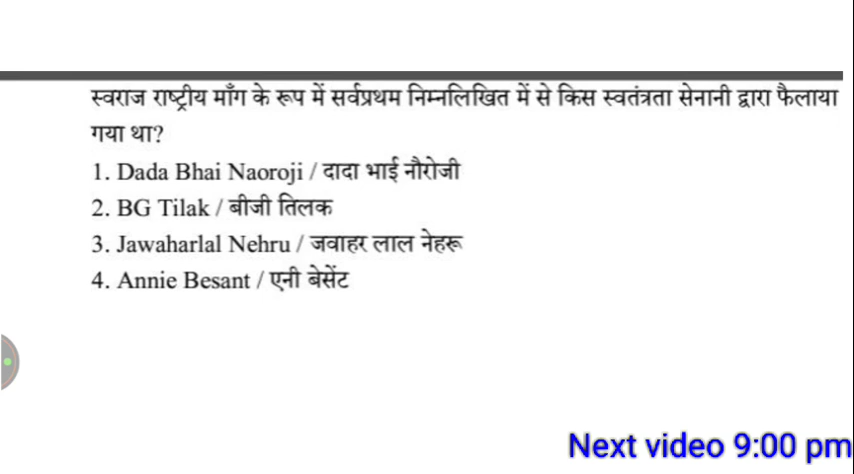 स्वराज राष्ट्रीय माँग के रूप में सर्वप्रथम निम्नलिखित में से किस स्वतंत्रता सेनानी द्वारा फैलाया
गया था?
1. Dada Bhai Naoroji / दादा भाई नौरोजी
2. BG Tilak / बीजी तिलक
3. Jawaharlal Nehru / जवाहर लाल नेहरू
4. Annie Besant / एनी बेसेंट
Next video 9:00 pm